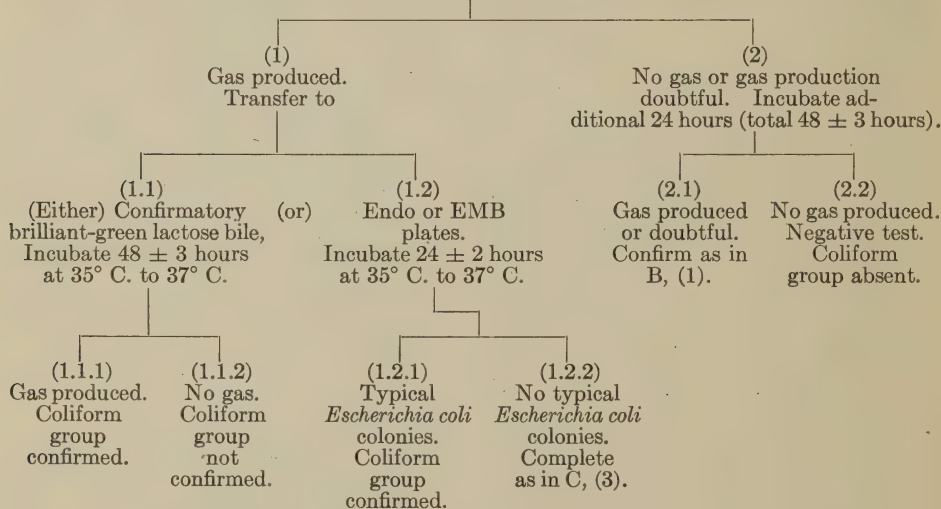 (1)
Gas produced.
Transfer to
(2)
No gas or gas production
doubtful. Incubate ad-
ditional 24 hours (total 48 ± 3 hours).
(1.1)
(Either) Confirmatory
brilliant-green lactose bile,
Incubate 48 ± 3 hours
at 35° C. to 37° C.
(or)
(1.2)
Endo or EMB
plates.
Incubate 24 ± 2 hours
at 35° C. to 37° C.
(2.1)
Gas produced
or doubtful.
Confirm as in
B, (1).
(2.2)
No gas produced.
Negative test.
Coliform
group absent.
(1.1.1)
Gas produced.
Coliform
group
confirmed.
(1.1.2)
No gas.
Coliform
group
not
confirmed.
(1.2.1)
Typical
Escherichia coli
colonies.
Coliform
group
confirmed.
(1.2.2)
No typical
Escherichia coli
colonies.
Complete
as in C, (3).